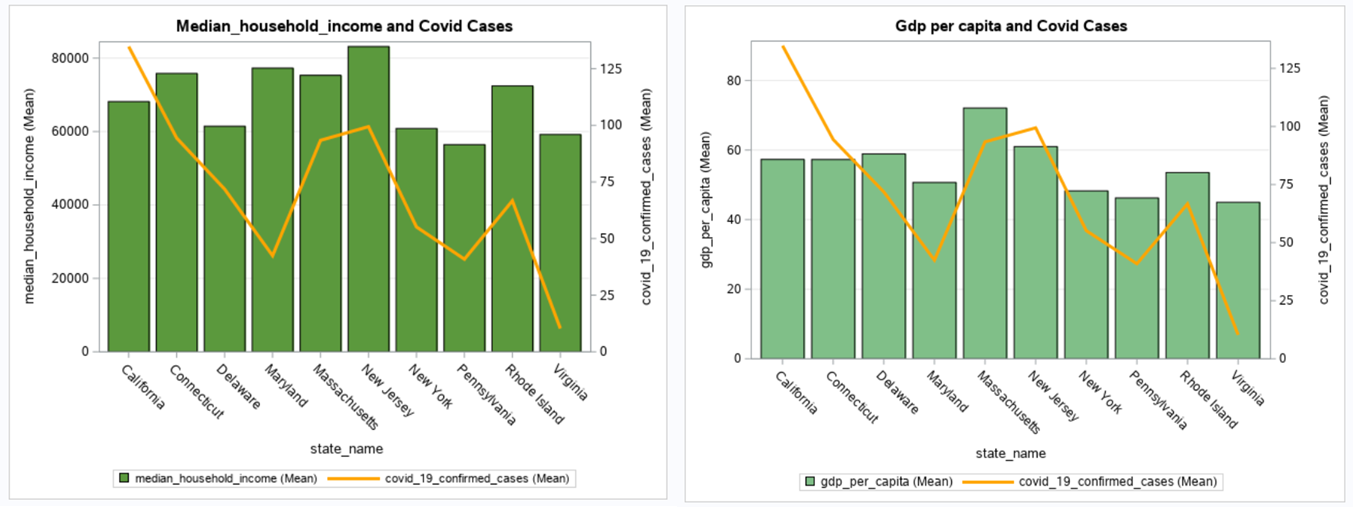 Median_household_income and Covid Cases
median_household_income (Mean)
80000
60000
40000
20000
0
125
100
75
50
25
0
covid_19_confirmed_cases (Mean)
California
Connecticut
Delaware
Maryland
Massachusetts
New Jersey
New York
Pennsylvania
Rhode Island
Virginia
state_name
median_household_income (Mean) covid_19_confirmed_cases (Mean)
Gdp per capita and Covid Cases
gdp_per_capita (Mean)
80
60
40
20
0
125
100
75
50
25
0
covid_19_confirmed_cases (Mean)
California
Connecticut
Delaware
Maryland
Massachusetts
New Jersey
New York
Pennsylvania
Rhode Island
Virginia
state_name
gdp_per_capita (Mean) covid_19_confirmed_cases (Mean)